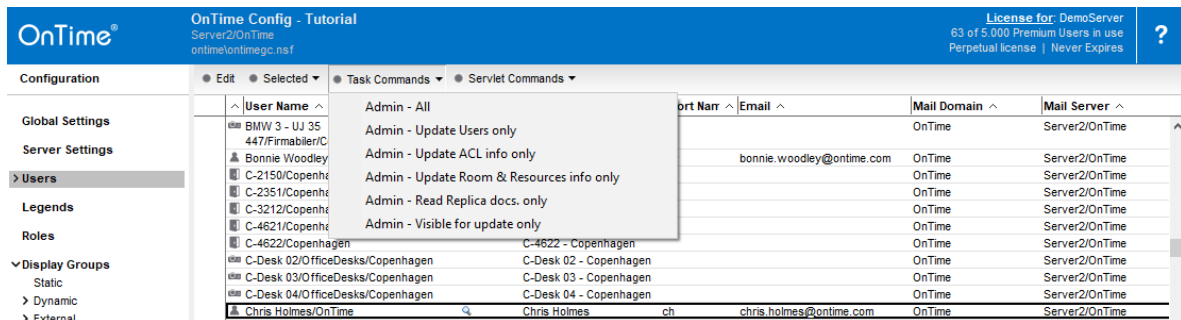 OnTime®
OnTime Config - Tutorial
Server2/OnTime
ontime\ontimegc.nsf
License for: DemoServer
63 of 5.000 Premium Users in use
Perpetual license | Never Expires
?
Configuration
Edit Selected Task Commands Servlet Commands
Global Settings
Server Settings
Users
Legends
Roles
Display Groups
Static
Dynamic
External
Admin - All
Admin - Update Users only
Admin - Update ACL info only
Admin - Update Room & Resources info only
Admin - Read Replica docs. only
Admin - Visible for update only
User Name Email Mail Domain Mail Server
BMW 3 - UJ 35 OnTime Server2/OnTime
447/Firmabiler/C
Bonnie Woodley bonnie.woodley@ontime.com OnTime Server2/OnTime
C-2150/Copenha OnTime Server2/OnTime
C-2351/Copenha OnTime Server2/OnTime
C-3212/Copenha OnTime Server2/OnTime
C-4621/Copenha OnTime Server2/OnTime
C-4622/Copenhagen C-4622 - Copenhagen OnTime Server2/OnTime
C-Desk 02/OfficeDesks/Copenhagen C-Desk 02 - Copenhagen OnTime Server2/OnTime
C-Desk 03/OfficeDesks/Copenhagen C-Desk 03 - Copenhagen OnTime Server2/OnTime
C-Desk 04/OfficeDesks/Copenhagen C-Desk 04 - Copenhagen OnTime Server2/OnTime
Chris Holmes/OnTime Chris Holmes ch chris.holmes@ontime.com OnTime Server2/OnTime